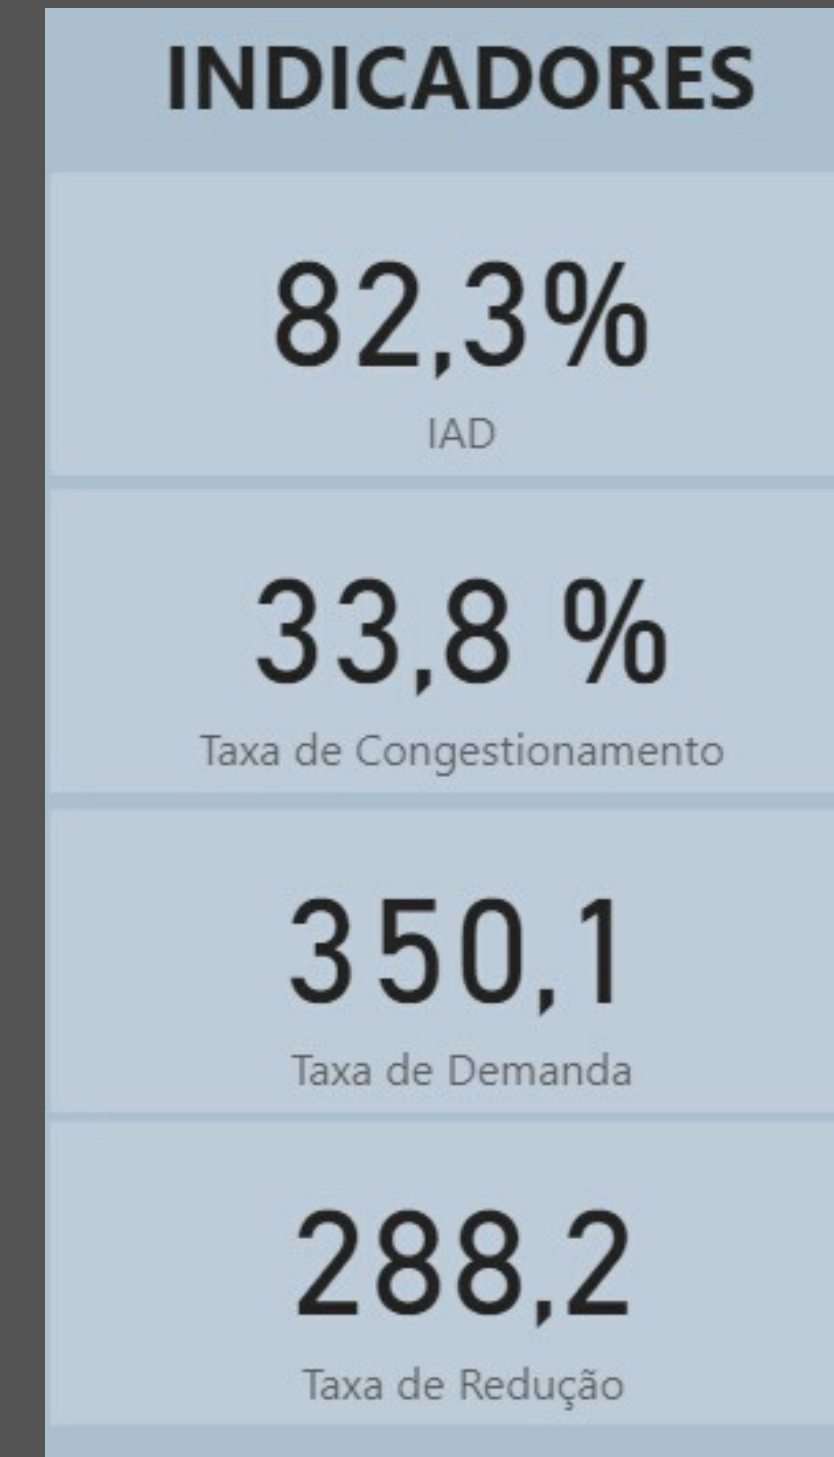 INDICADORES
82,3%
IAD
33,8 %
Taxa de Congestionamento
350,1
Taxa de Demanda
288,2
Taxa de Redução